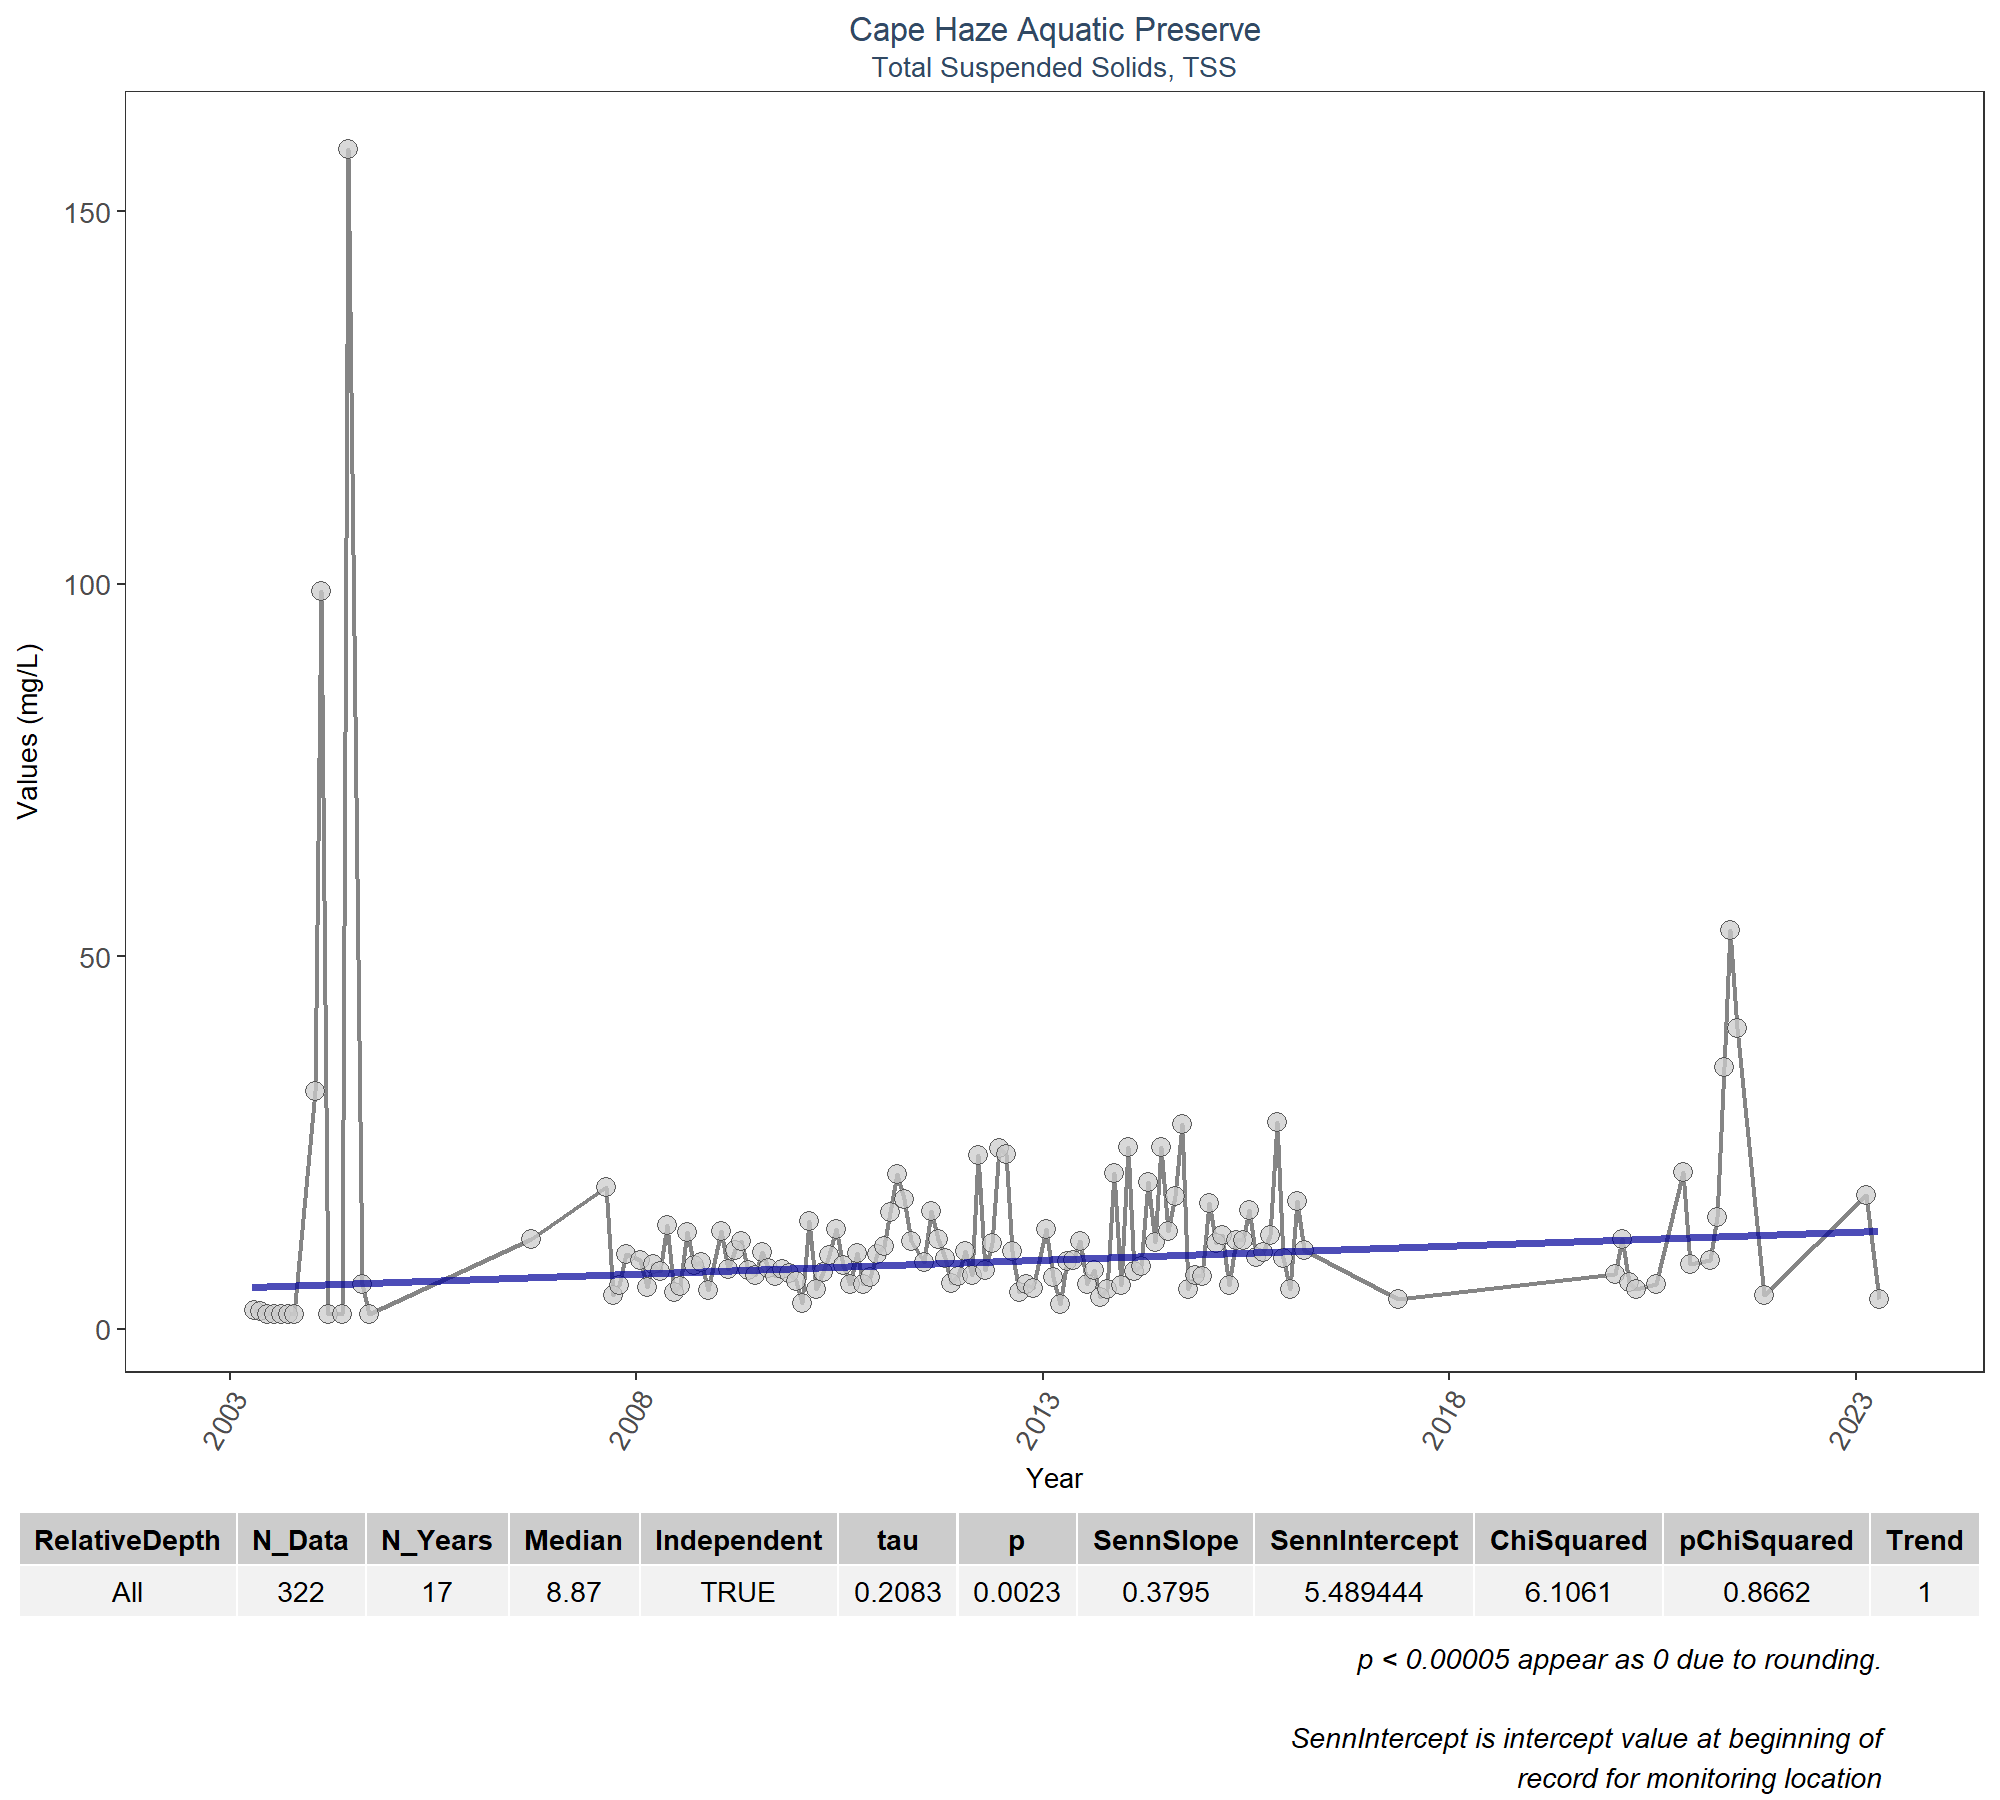 Cape Haze Aquatic Preserve
Total Suspended Solids, TSS
Values (mg/L)
150
100
50
0
2003
2008
2013
2018
2023
Year
RelativeDepth N_Data N_Years Median Independent tau p SennSlope SennIntercept ChiSquared pChiSquared Trend
All 322 17 8.87 TRUE 0.2083 0.0023 0.3795 5.489444 6.1061 0.8662 1
p < 0.00005 appear as 0 due to rounding.
SennIntercept is intercept value at beginning of
record for monitoring location